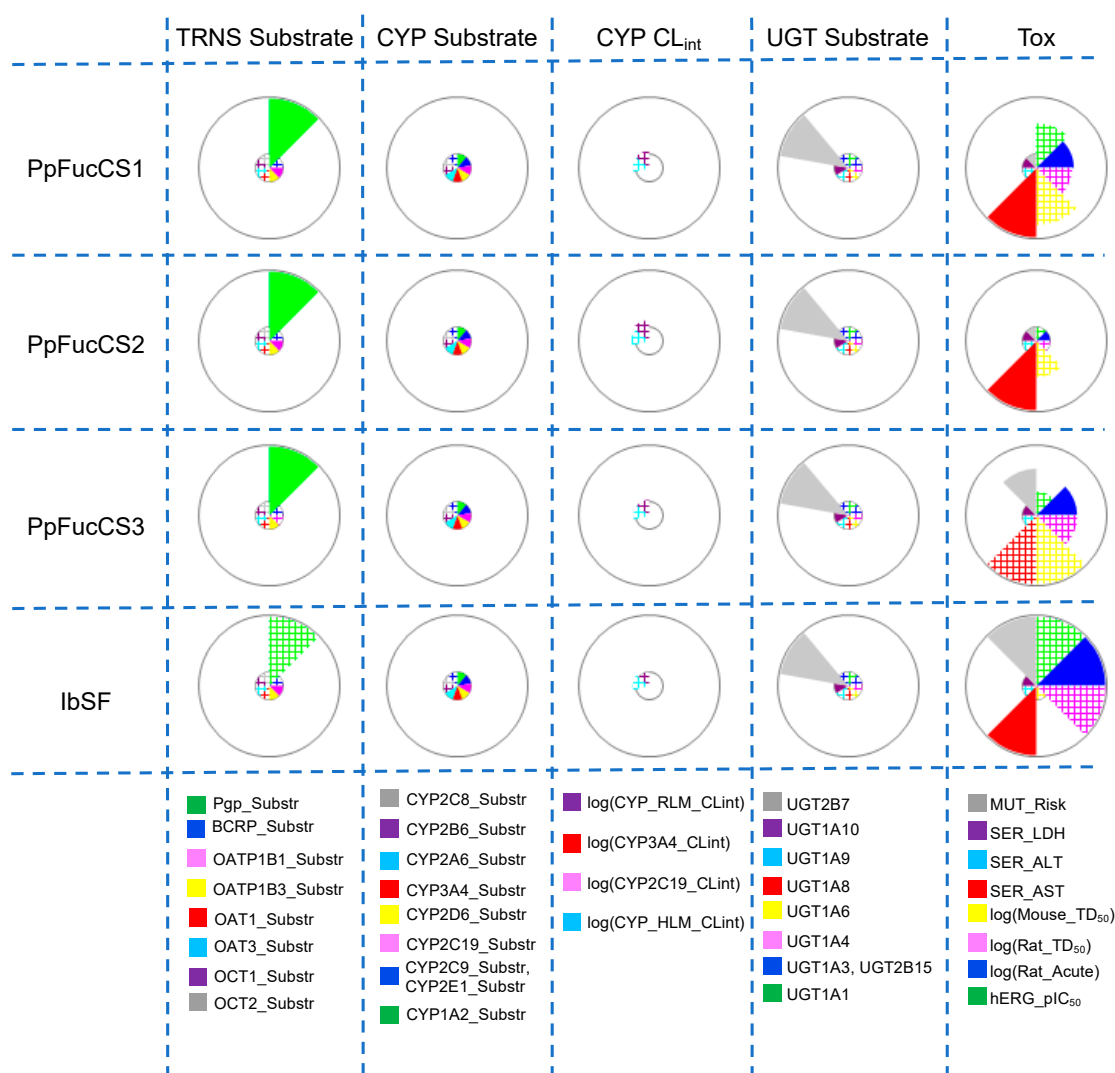 TRNS Substrate
CYP Substrate
CYP CLint
UGT Substrate
Tox
PpFucCS1
PpFucCS2
PpFucCS3
IbSF
Pgp_Substr
BCRP_Substr
OATP1B1_Substr
OATP1B3_Substr
OAT1_Substr
OAT3_Substr
OCT1_Substr
OCT2_Substr
CYP2C8_Substr
CYP2B6_Substr
CYP2A6_Substr
CYP3A4_Substr
CYP2D6_Substr
CYP2C19_Substr
CYP2C9_Substr,
CYP2E1_Substr
CYP1A2_Substr
log(CYP_RLM_CLint)
log(CYP3A4_CLint)
log(CYP2C19_CLint)
log(CYP_HLM_CLint)
UGT2B7
UGT1A10
UGT1A9
UGT1A8
UGT1A6
UGT1A4
UGT1A3, UGT2B15
UGT1A1
MUT_Risk
SER_LDH
SER_ALT
SER_AST
log(Mouse_TD50)
log(Rat_TD50)
log(Rat_Acute)
hERG_pIC50